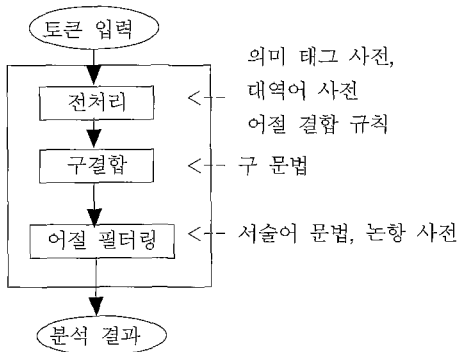 토큰 입력
의미 태그 사전,
전처리
대역어 사전
어절 결합 규칙
구결합
구 문법
어절 필터링
서술어 문법, 논항 사전
분석 결과